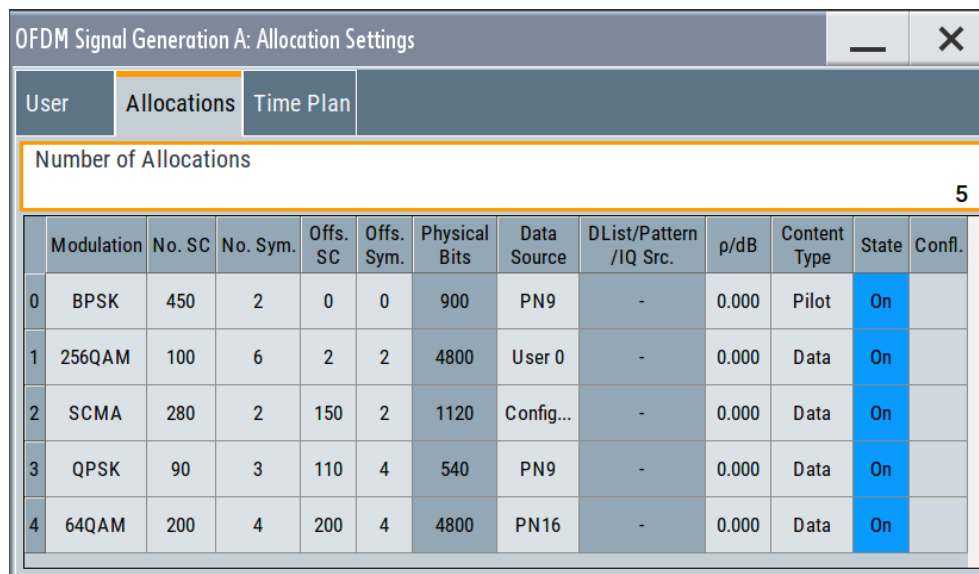 OFDM Signal Generation A: Allocation Settings
User Allocations Time Plan
Number of Allocations
5
Modulation No. SC No. Sym. Offs. SC Offs. Sym. Physical Bits Data Source DList/Pattern /IQ Src. ρ/dB Content Type State Confl.
0 BPSK 450 2 0 0 900 PN9 - 0.000 Pilot On
1 256QAM 100 6 2 2 4800 User 0 - 0.000 Data On
2 SCMA 280 2 150 2 1120 Config... - 0.000 Data On
3 QPSK 90 3 110 4 540 PN9 - 0.000 Data On
4 64QAM 200 4 200 4 4800 PN16 - 0.000 Data On